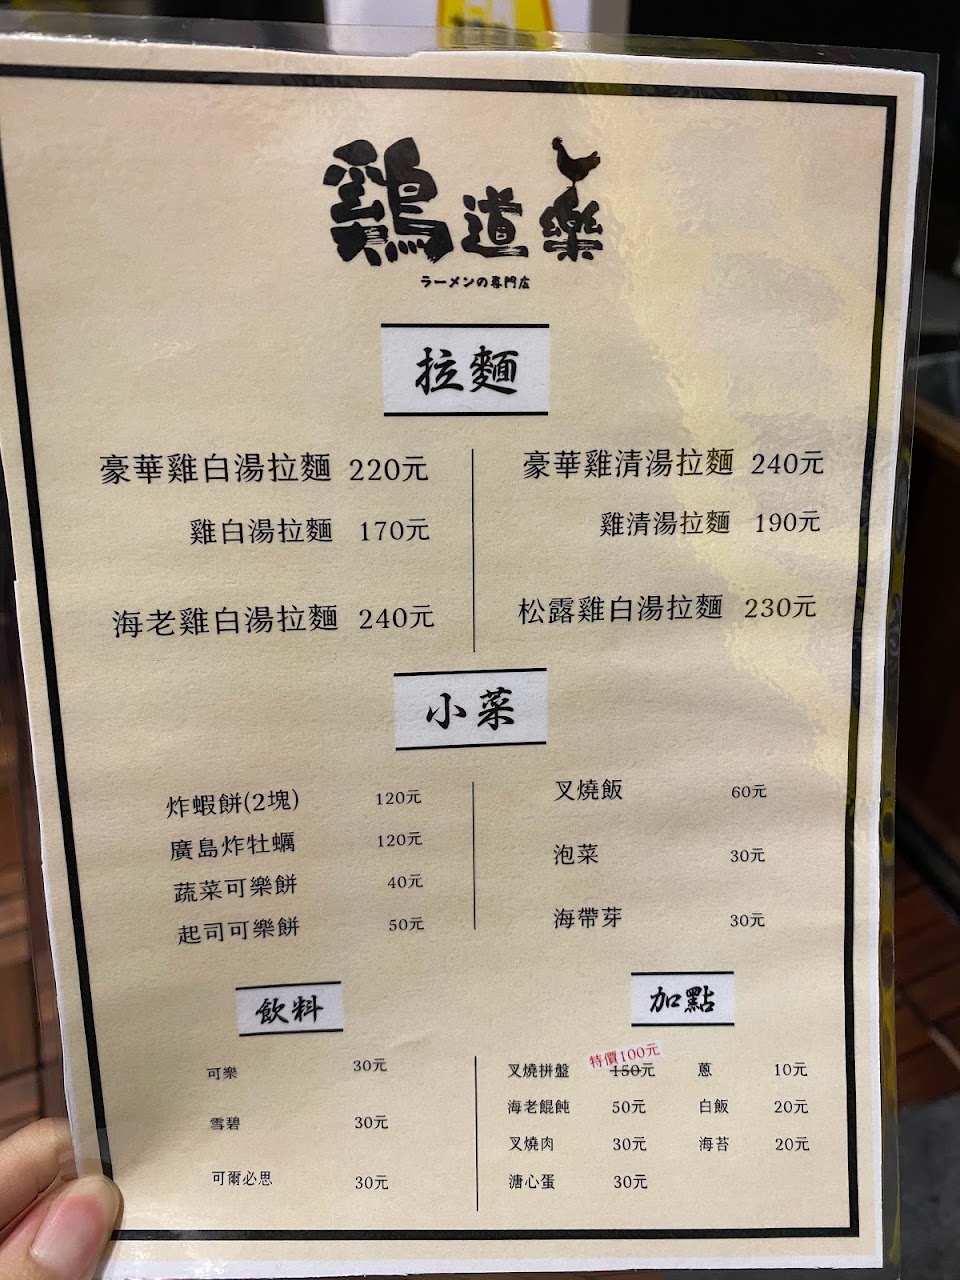 鷄道樂
ラーメンの専門店
拉麵
豪華雞白湯拉麵 220元
雞白湯拉麵 170元
海老雞白湯拉麵 240元
豪華雞清湯拉麵 240元
雞清湯拉麵 190元
松露雞白湯拉麵 230元
小菜
炸蝦餅(2塊) 120元
廣島炸牡蠣 120元
蔬菜可樂餅 40元
起司可樂餅 50元
叉燒飯 60元
泡菜 30元
海帶芽 30元
飲料
可樂 30元
雪碧 30元
可爾必思 30元
加點
特價100元
叉燒拼盤 150元
海老餛飩 50元
叉燒肉 30元
溏心蛋 30元
蔥 10元
白飯 20元
海苔 20元